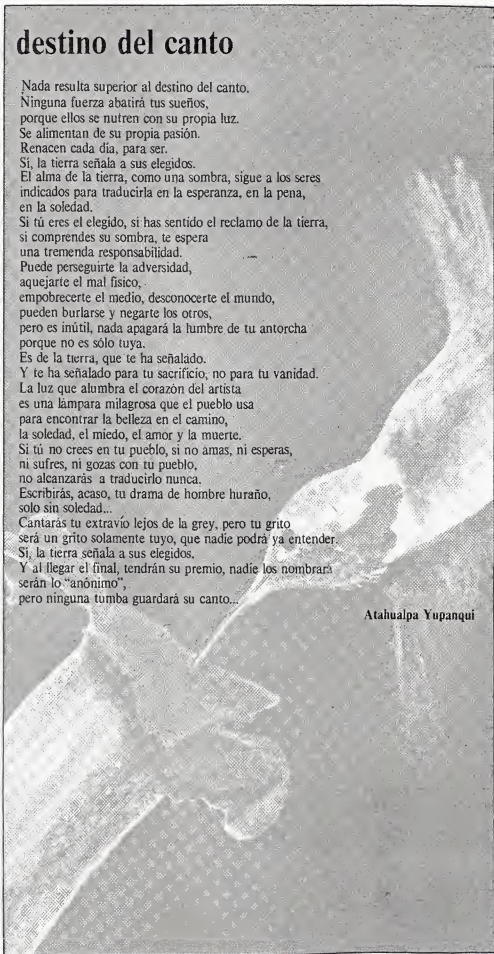 destino del canto
Nada resulta superior al destino del canto.
Ninguna fuerza abatirá tus sueños,
porque ellos se nutren con su propia luz.
Se alimentan de su propia pasión.
Renacen cada día, para ser.
Sí, la tierra señala a sus elegidos.
El alma de la tierra, como una sombra, sigue a los seres
indicados para traducirla en la esperanza, en la pena,
en la soledad.
Si tú eres el elegido, si has sentido el reclamo de la tierra,
si comprendes su sombra, te espera
una tremenda responsabilidad.
Puede perseguirte la adversidad,
aquejarte el mal físico,
empobrecerte el medio, desconocerte el mundo,
pueden burlarse y negarte los otros,
pero es inútil, nada apagará la lumbre de tu antorcha
porque no es sólo tuya.
Es de la tierra, que te ha señalado.
Y te ha señalado para tu sacrificio, no para tu vanidad.
La luz que alumbra el corazón del artista
es una lámpara milagrosa que el pueblo usa
para encontrar la belleza en el camino,
la soledad, el miedo, el amor y la muerte.
Si tú no crees en tu pueblo, si no amas, ni esperas,
ni sufres, ni gozas con tu pueblo,
no alcanzarás a traducirlo nunca.
Escribirás, acaso, tu drama de hombre huraño,
solo sin soledad...
Cantarás tu extravío lejos de la grey, pero tu grito
será un grito solamente tuyo, que nadie podrá ya entender.
Sí, la tierra señala a sus elegidos.
Y al llegar el final, tendrán su premio, nadie los nombrará
serán lo "anónimo",
pero ninguna tumba guardará su canto...
Atahualpa Yupanqui